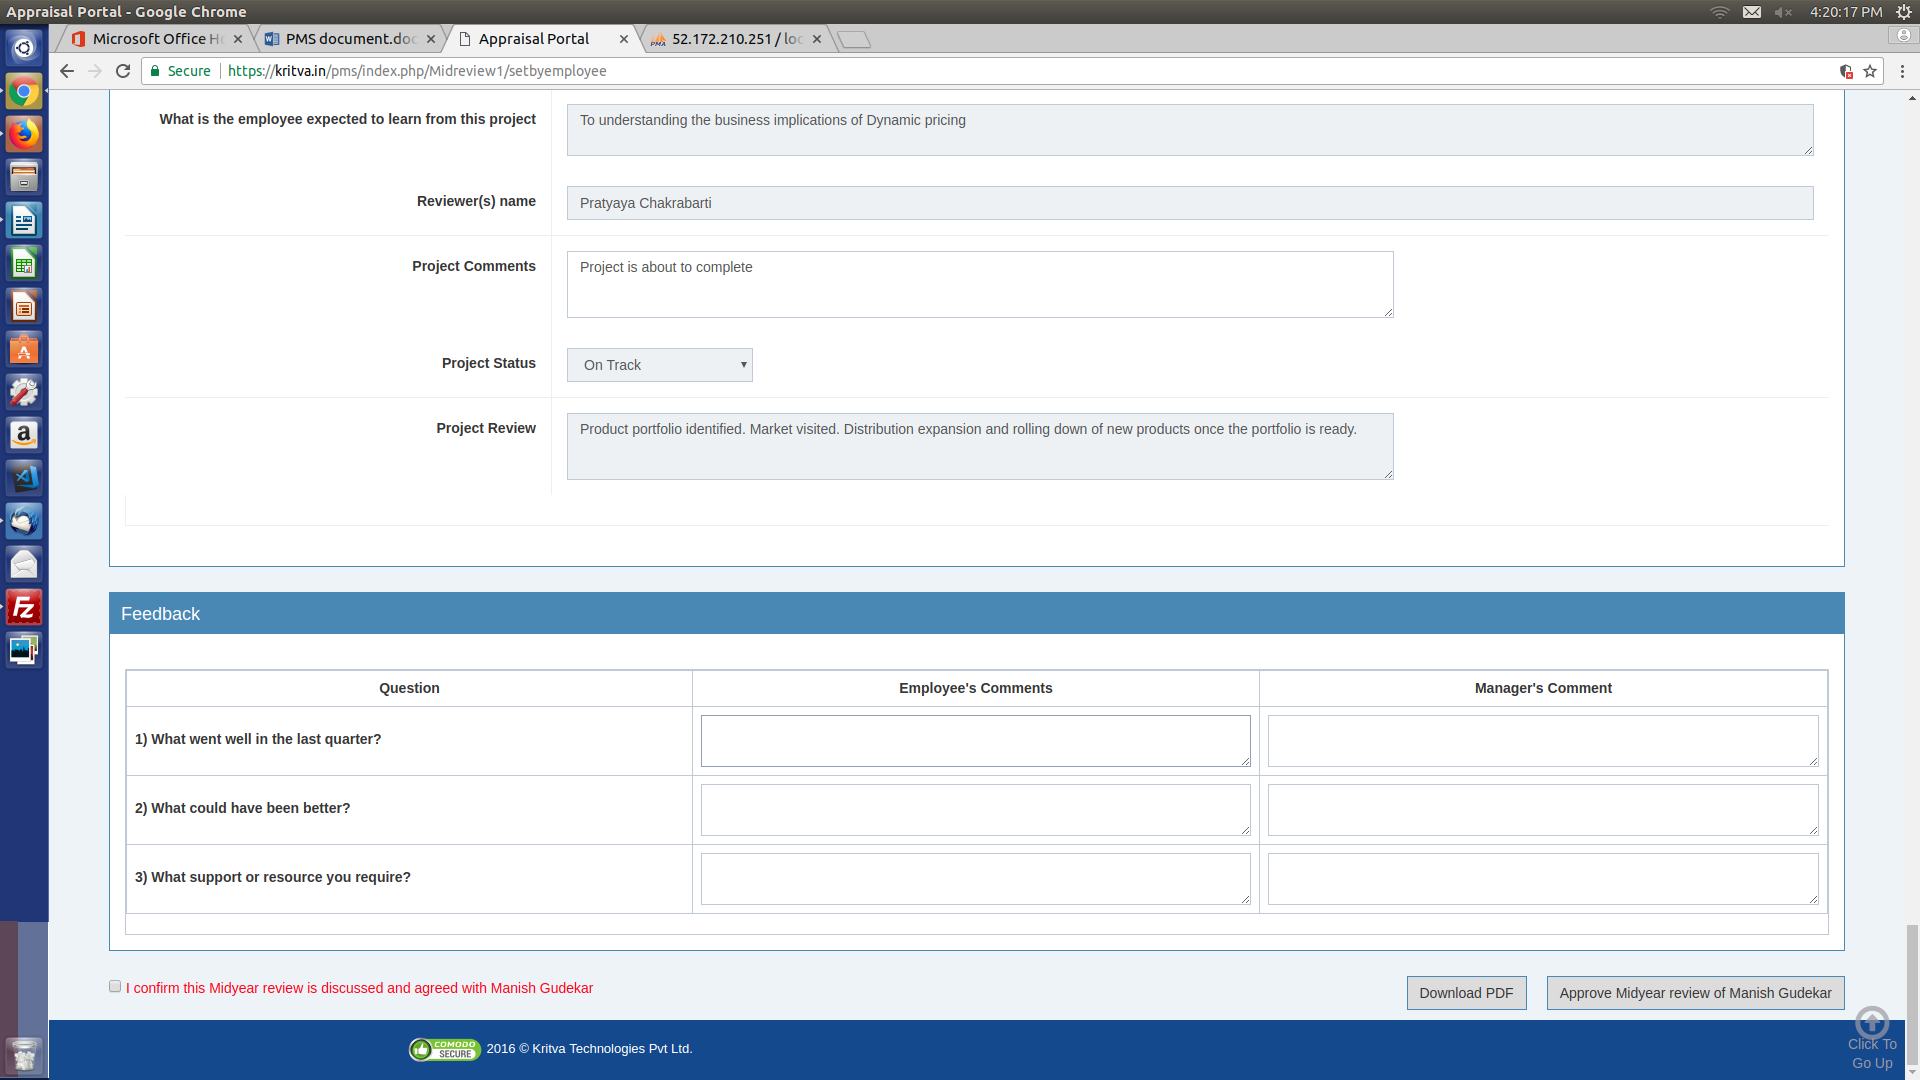 Appraisal Portal - Google Chrome
4:20:17 PM
Microsoft Office H
PMS document.do
Appraisal Portal
52.172.210.251 / loc
Secure
https://kritva.in/pms/index.php/Midreview1/setbyemployee
What is the employee expected to learn from this project
To understanding the business implications of Dynamic pricing
Reviewer(s) name
Pratyaya Chakrabarti
Project Comments
Project is about to complete
Project Status
On Track
Project Review
Product portfolio identified. Market visited. Distribution expansion and rolling down of new products once the portfolio is ready.
Feedback
Question
Employee's Comments
Manager's Comment
1) What went well in the last quarter?
2) What could have been better?
3) What support or resource you require?
I confirm this Midyear review is discussed and agreed with Manish Gudekar
Download PDF
Approve Midyear review of Manish Gudekar
COMODO
SECURE
2016 © Kritva Technologies Pvt Ltd.
Click To
Go Up